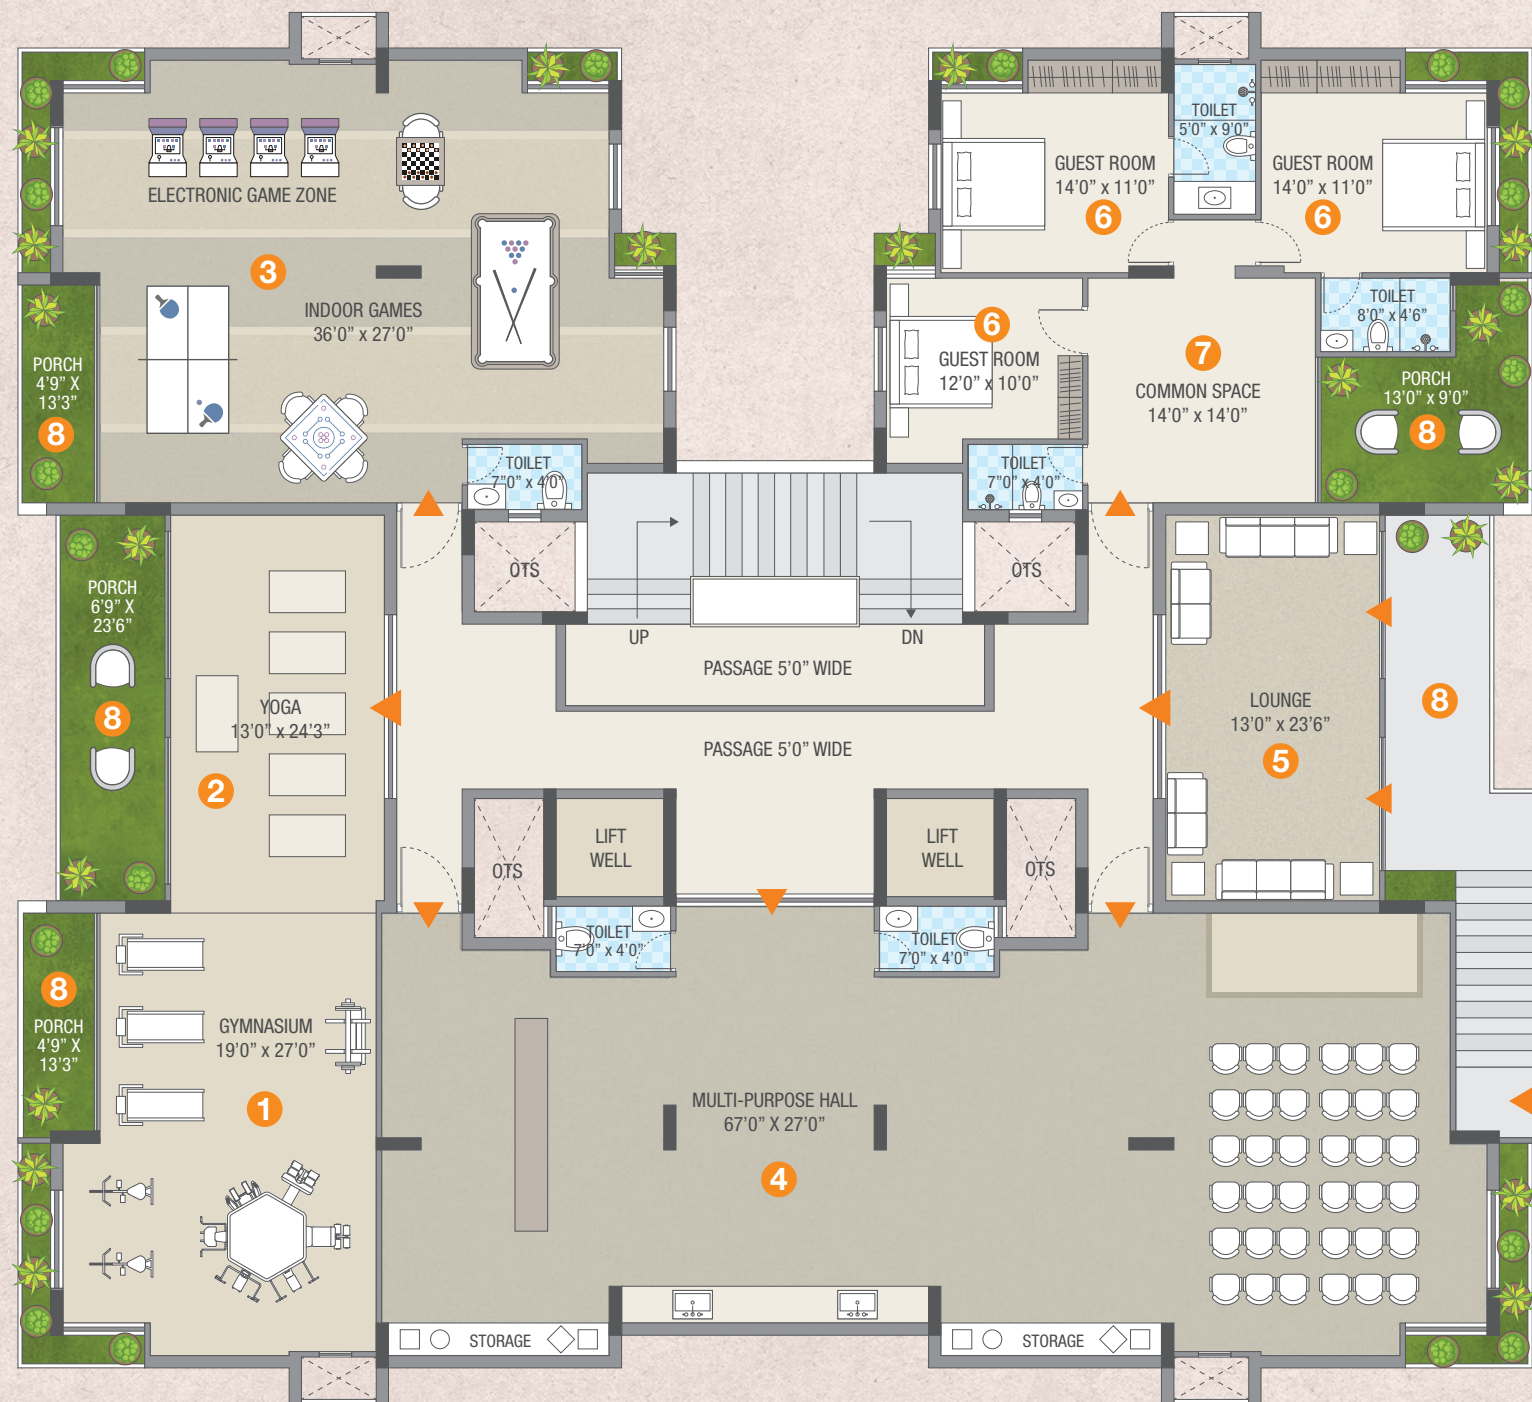 ELECTRONIC GAME ZONE
3
INDOOR GAMES
36'0" x 27'0"
PORCH
4'9" X
13'3"
8
TOILET
7"0" x 4'0"
TOILET
5'0" x 9'0"
GUEST ROOM
14'0" x 11'0"
6
GUEST ROOM
14'0" x 11'0"
6
6
GUEST ROOM
12'0" x 10'0"
7
COMMON SPACE
14'0" x 14'0"
TOILET
8'0" x 4'6"
PORCH
13'0" x 9'0"
8
TOILET
7"0" x 4'0"
OTS
OTS
UP
DN
PASSAGE 5'0" WIDE
PASSAGE 5'0" WIDE
PORCH
6'9" X
23'6"
8
YOGA
13'0" x 24'3"
2
LOUNGE
13'0" x 23'6"
5
8
OTS
LIFT
WELL
LIFT
WELL
OTS
TOILET
7'0" x 4'0"
TOILET
7'0" x 4'0"
8
PORCH
4'9" X
13'3"
GYMNASIUM
19'0" x 27'0"
1
MULTI-PURPOSE HALL
67'0" X 27'0"
4
STORAGE
STORAGE